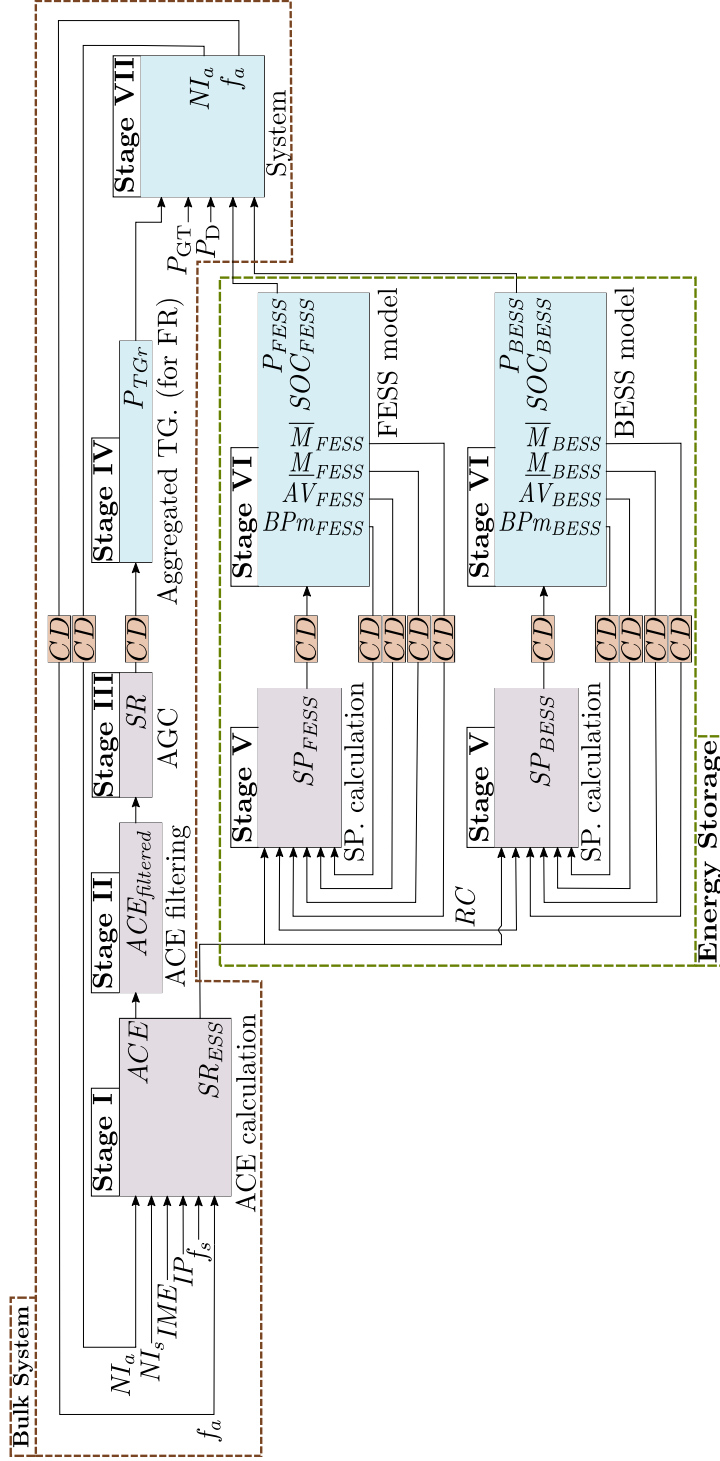 Bulk System
Stage I
ACE
SR_ESS
ACE calculation
NI_a
NI_s
IME
IP
f_s
f_a
Stage II
ACE_filtered
ACE filtering
Stage III
SR
AGC
CD
CD
CD
Stage IV
P_TGr
Aggregated TG. (for FR)
Stage VII
NI_a
f_a
System
P_GT
P_D
Stage V
SP_FESS
SP. calculation
CD
CD
CD
CD
CD
Stage VI
P_FESS
SOC_FESS
M̅_FESS
M̲_FESS
AV_FESS
BPm_FESS
FESS model
RC
Stage V
SP_BESS
SP. calculation
CD
CD
CD
CD
CD
Stage VI
P_BESS
SOC_BESS
M̅_BESS
M̲_BESS
AV_BESS
BPm_BESS
BESS model
Energy Storage